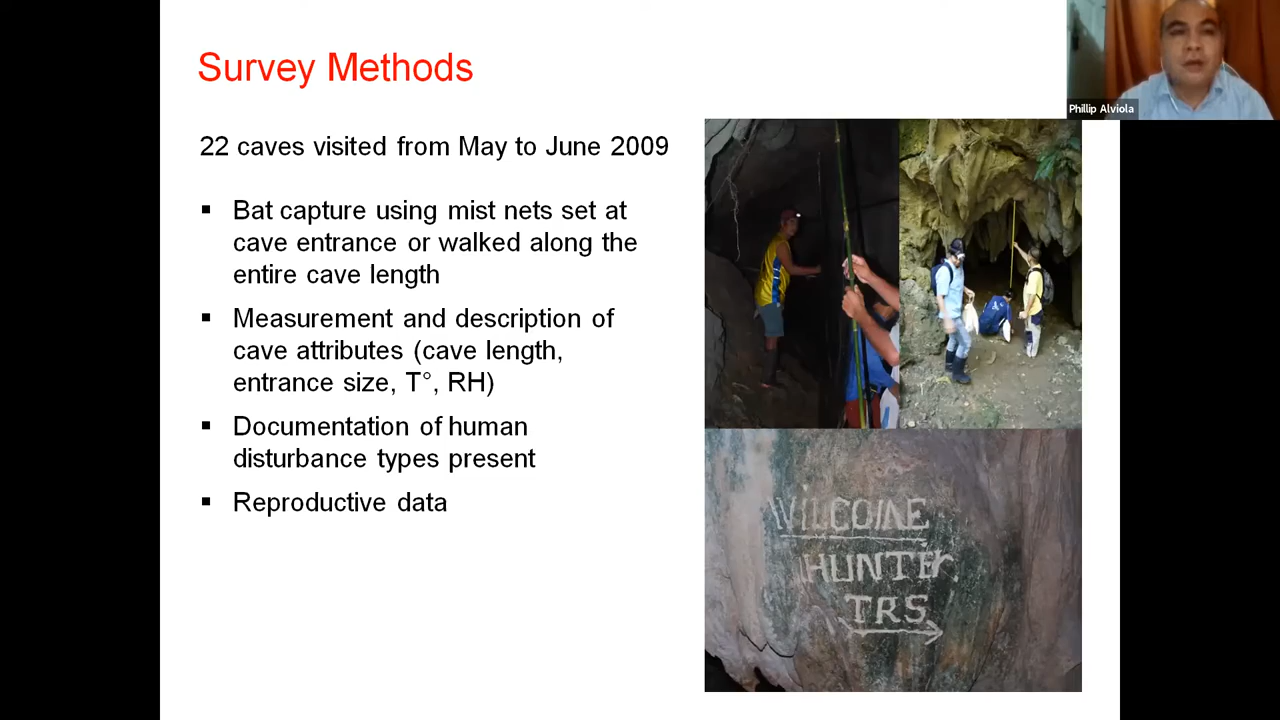 Survey Methods
Phillip Alviola
22 caves visited from May to June 2009
▪ Bat capture using mist nets set at
cave entrance or walked along the
entire cave length
▪ Measurement and description of
cave attributes (cave length,
entrance size, T°, RH)
▪ Documentation of human
disturbance types present
▪ Reproductive data
WILCOME
HUNTER
TRS